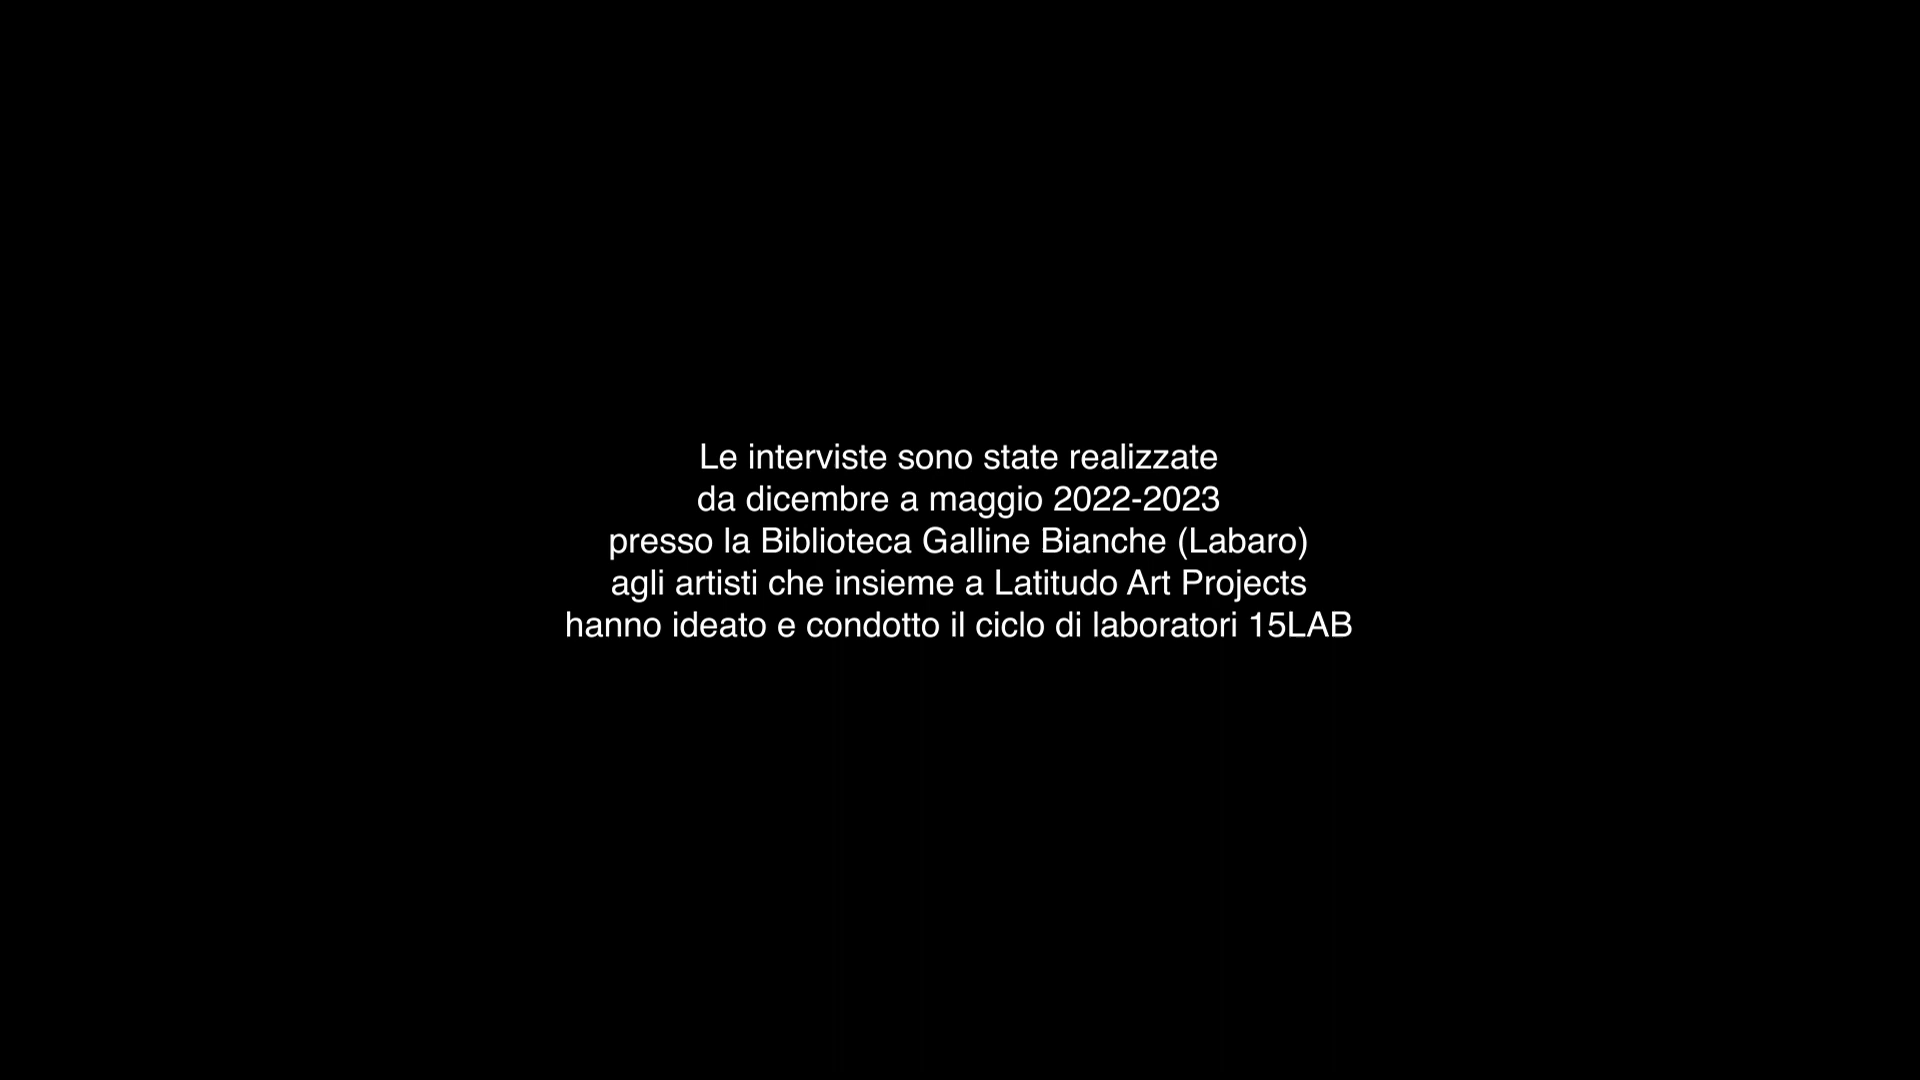 Le interviste sono state realizzate
da dicembre a maggio 2022-2023
presso la Biblioteca Galline Bianche (Labaro)
agli artisti che insieme a Latitudo Art Projects
hanno ideato e condotto il ciclo di laboratori 15LAB